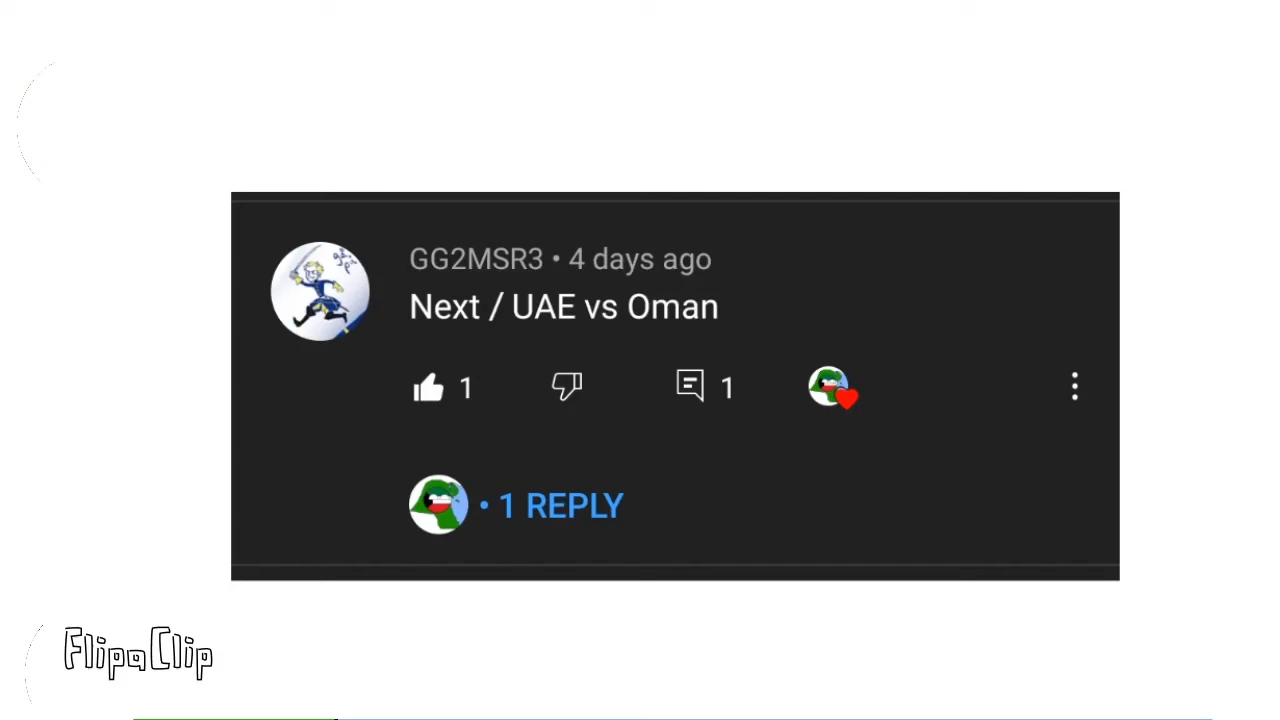 GG2MSR3 • 4 days ago
Next / UAE vs Oman
1
1
• 1 REPLY
FlipaClip